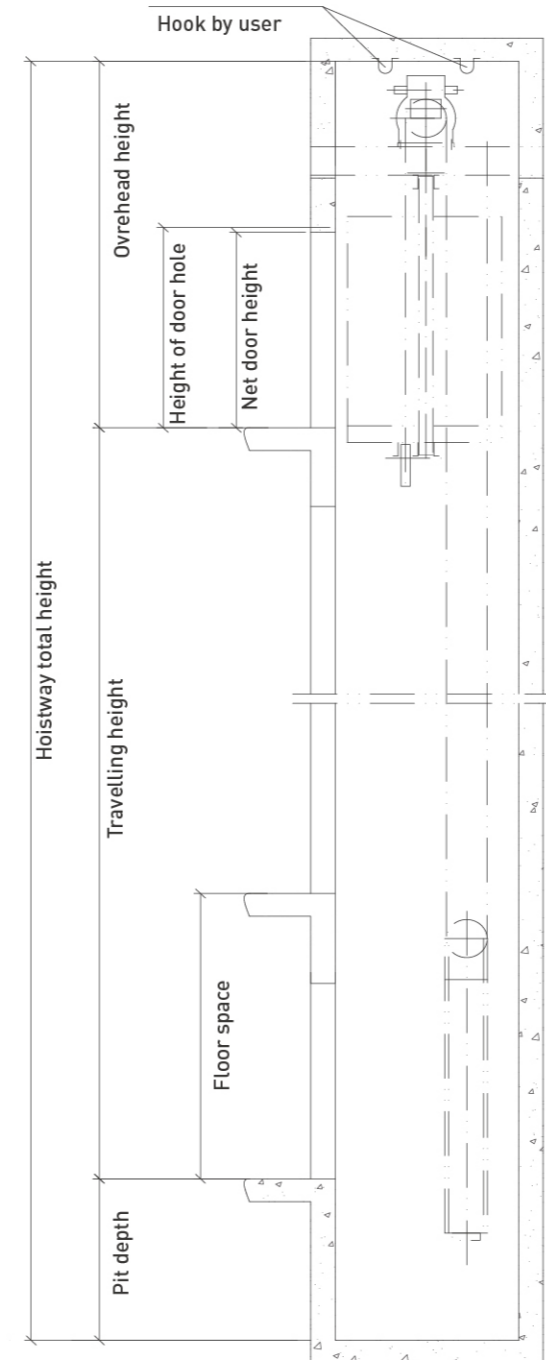 Hook by user
Ovrehead height
Height of door hole
Net door height
Hoistway total height
Travelling height
Floor space
Pit depth